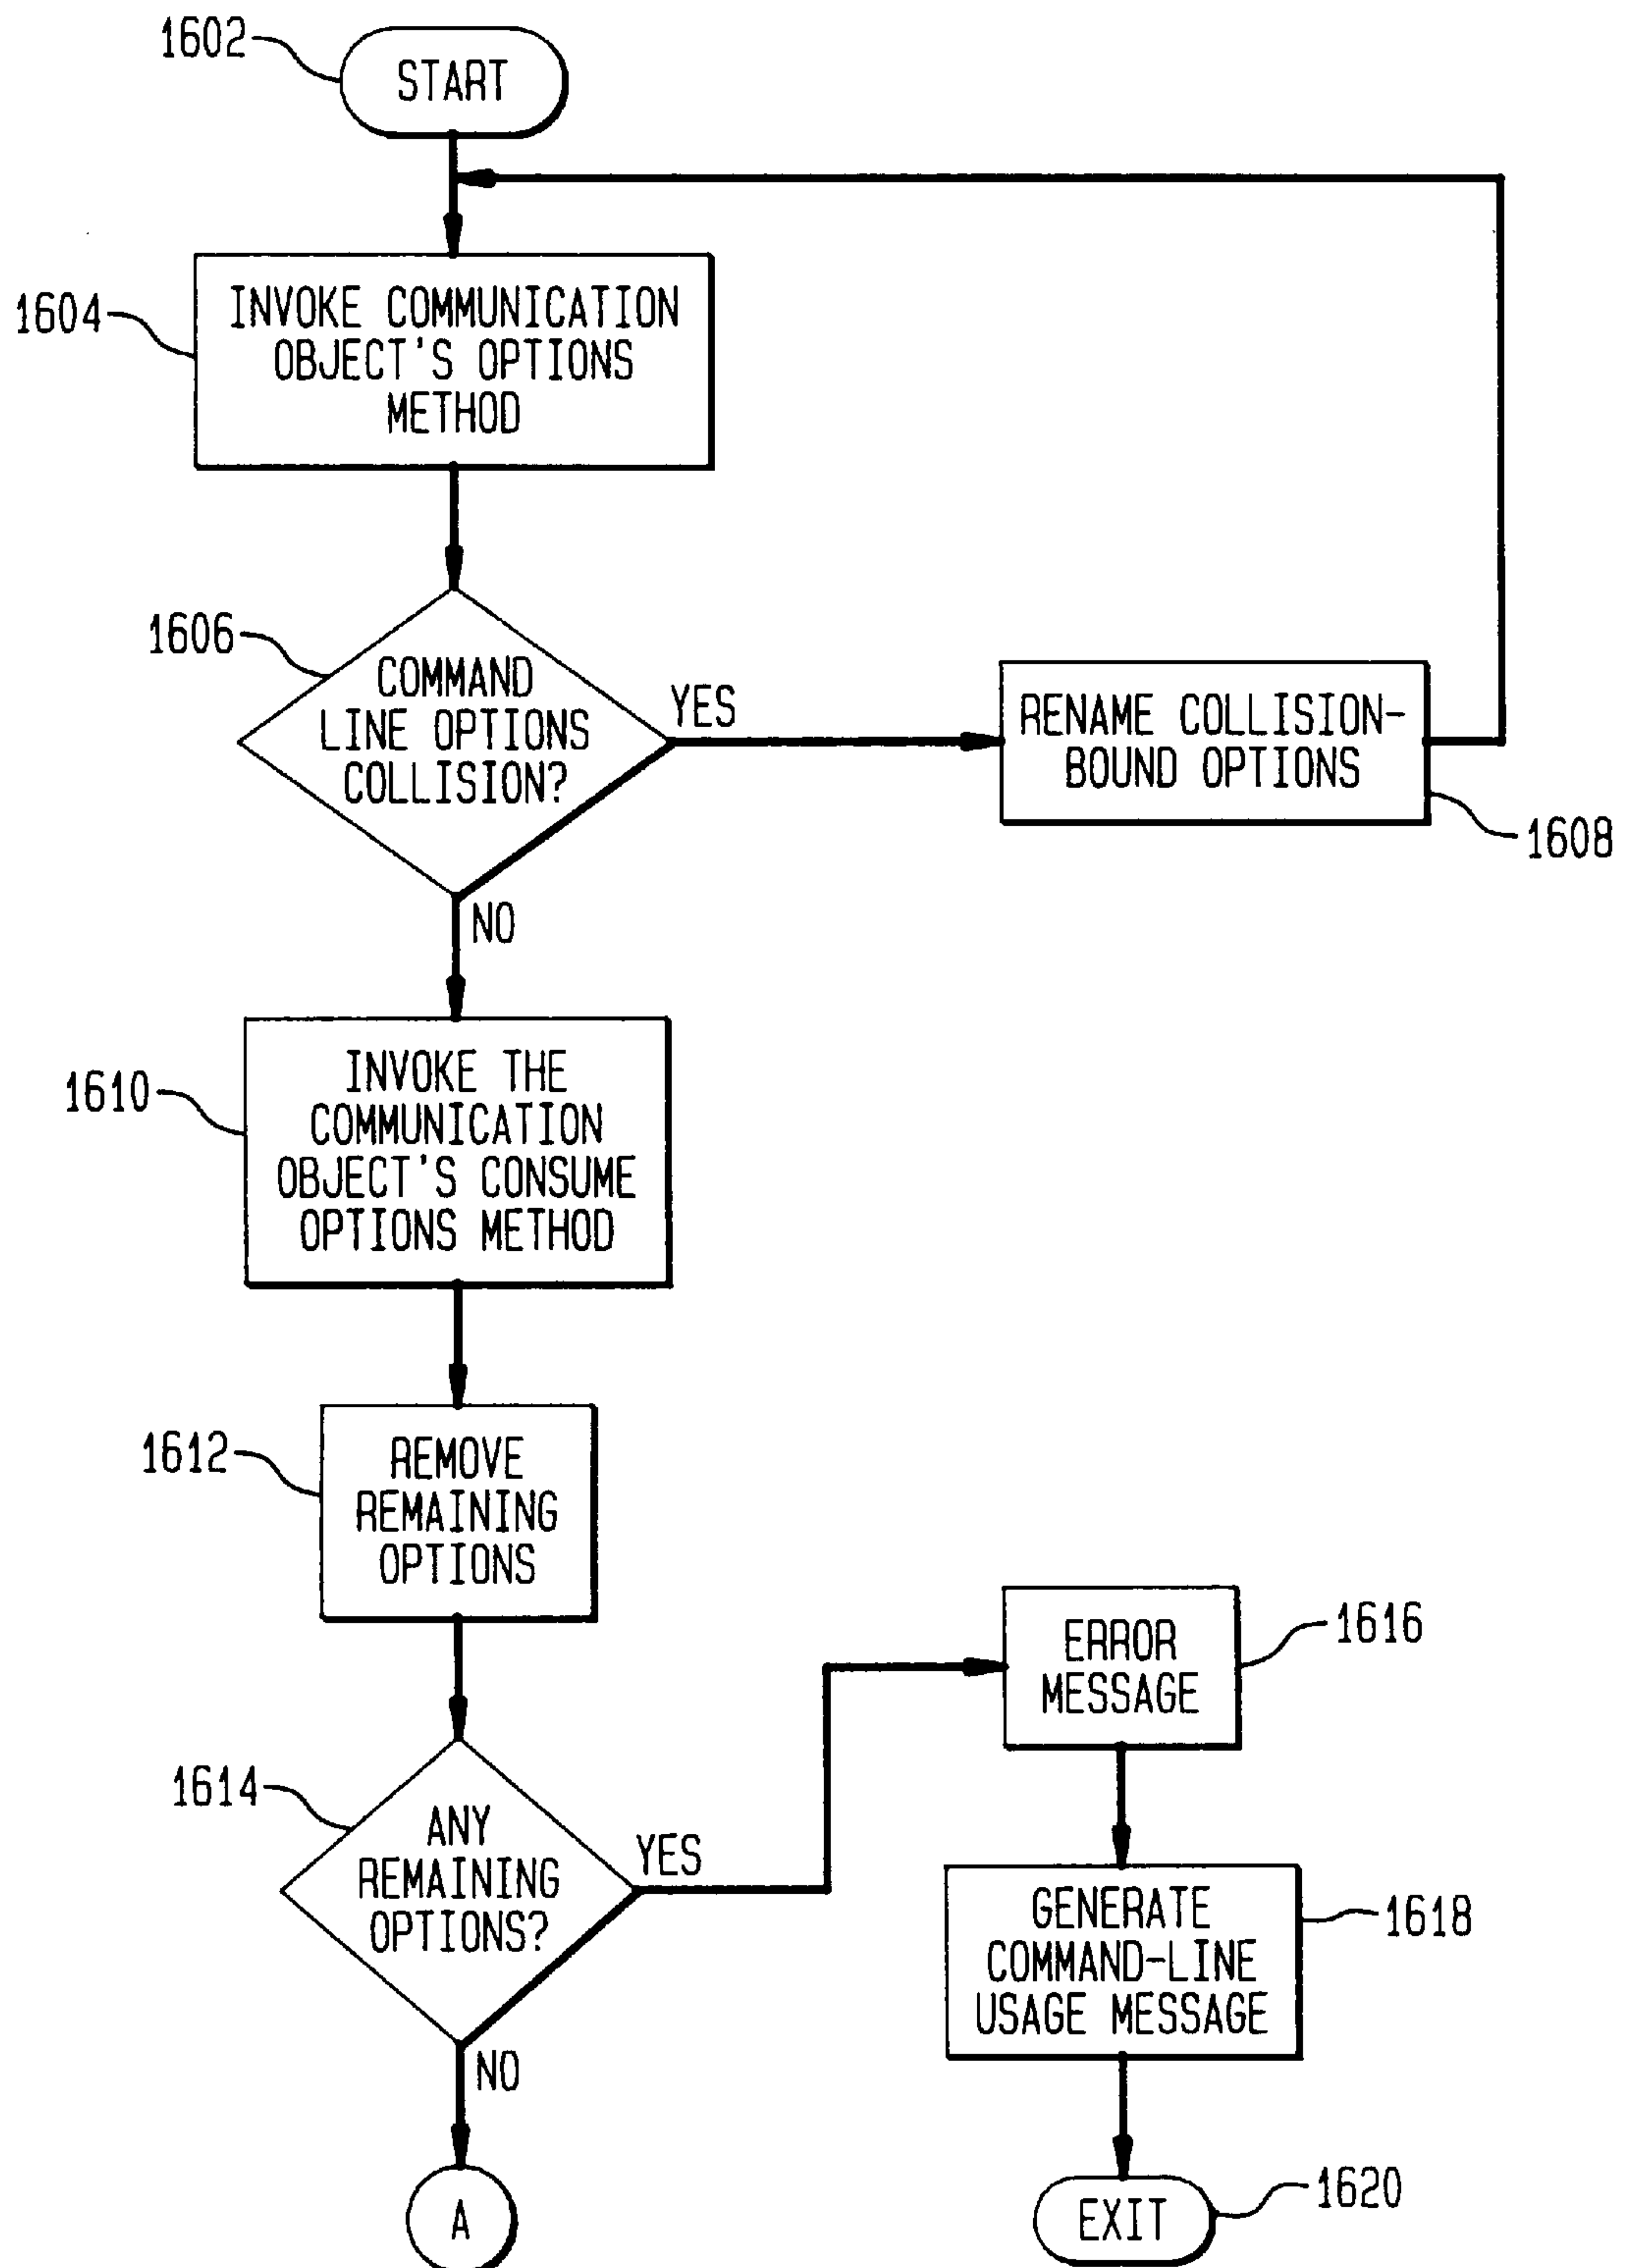 1602
START
1604
INVOKE COMMUNICATION
OBJECT'S OPTIONS
METHOD
1606
COMMAND
LINE OPTIONS
COLLISION?
YES
RENAME COLLISION-
BOUND OPTIONS
1608
NO
1610
INVOKE THE
COMMUNICATION
OBJECT'S CONSUME
OPTIONS METHOD
1612
REMOVE
REMAINING
OPTIONS
1614
ANY
REMAINING
OPTIONS?
YES
ERROR
MESSAGE
1616
GENERATE
COMMAND-LINE
USAGE MESSAGE
1618
NO
A
EXIT
1620